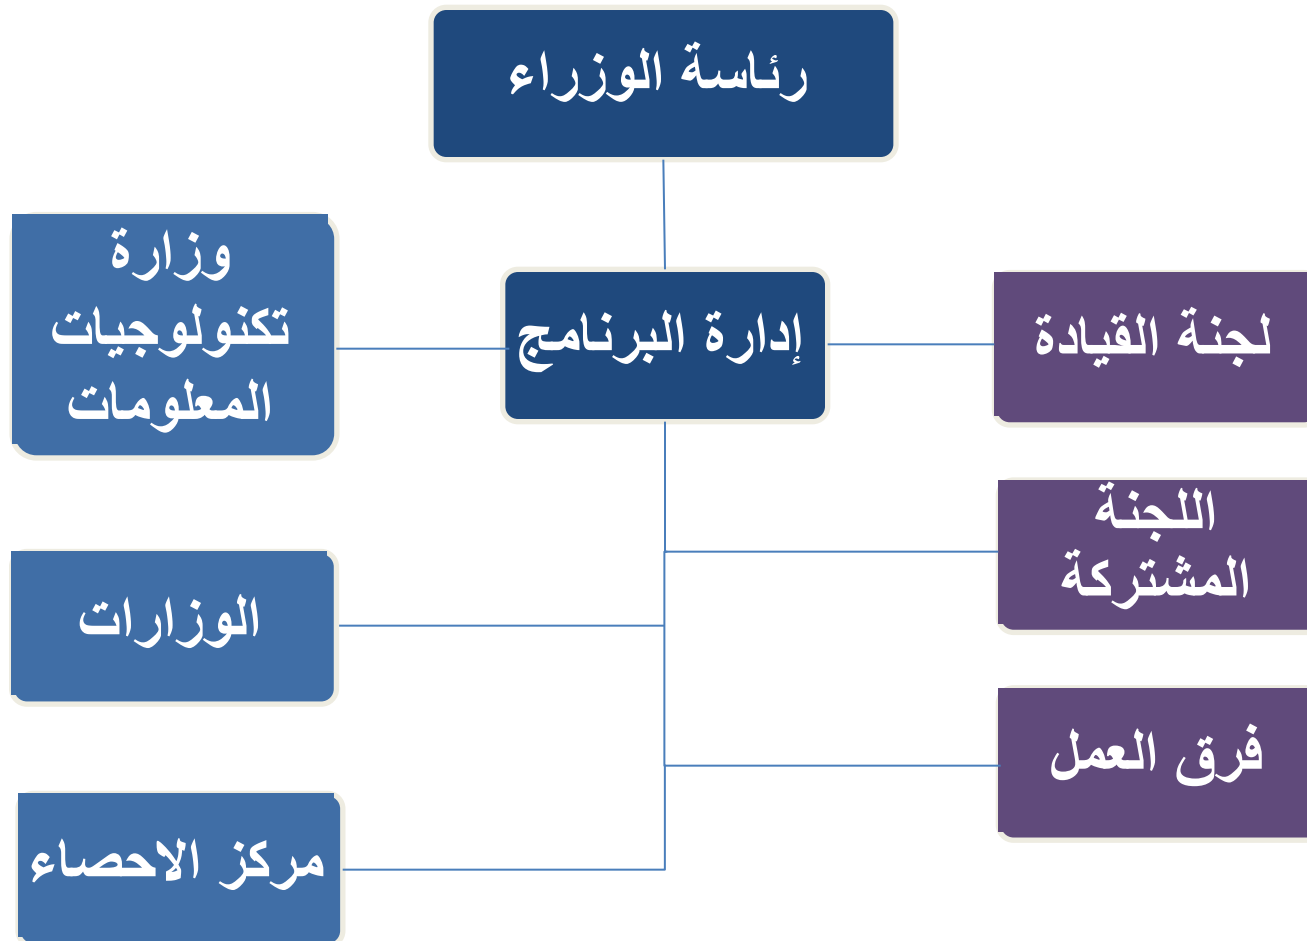 رئاسة الوزراء
لجنة القيادة
إدارة البرنامج
وزارة
تكنولوجيات
المعلومات
اللجنة
المشتركة
الوزارات
فرق العمل
مركز الاحصاء